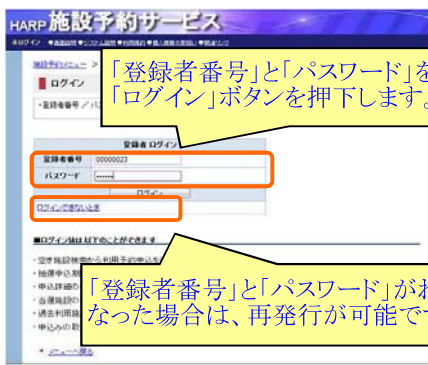 HARP施設予約サービス
施設予約メニュー >
ログイン
「登録者番号」と「パスワード」を
「ログイン」ボタンを押下します。
登録者ログイン
登録者番号 00000023
パスワード
ログイン
ログインできないとき
■ログイン後は以下のことができます
・空き施設検索から利用予約申込を
・抽選申込期
・申込詳細の
・当選施設の
・過去利用施
・申込みの取
「登録者番号」と「パスワード」がわ
なった場合は、再発行が可能で
メニューへ戻る